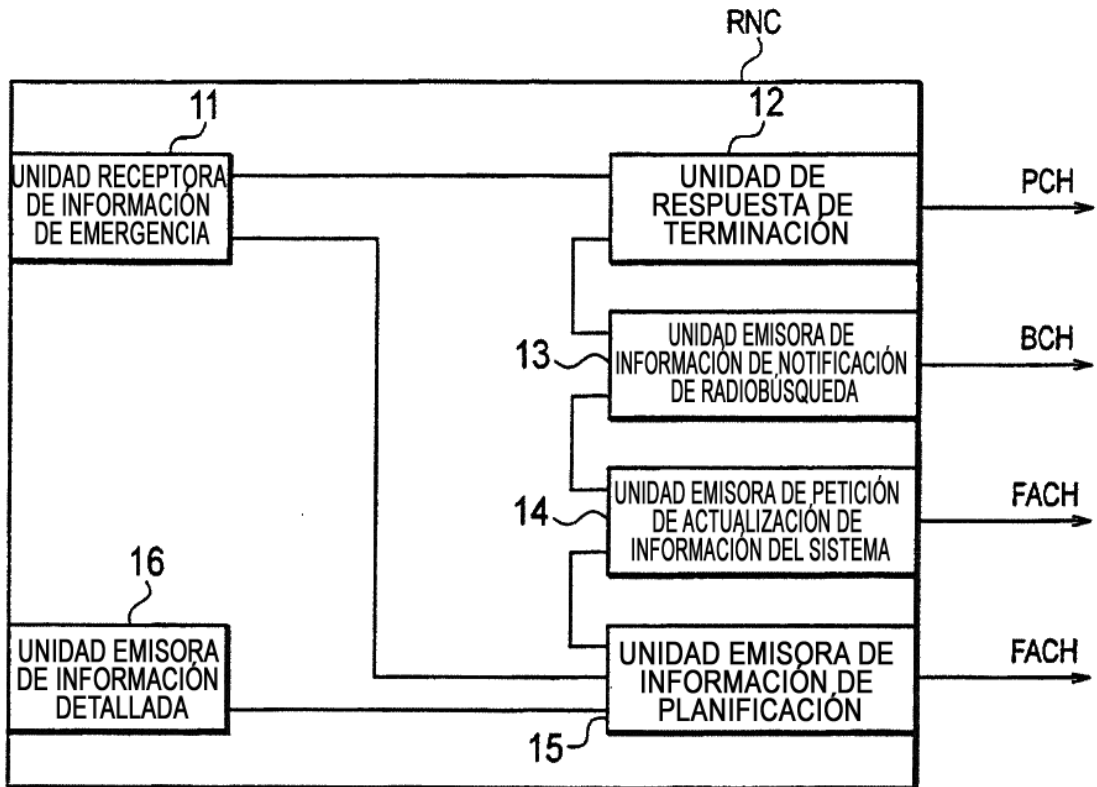 RNC
11
UNIDAD RECEPTORA
DE INFORMACIÓN
DE EMERGENCIA
12
UNIDAD DE
RESPUESTA DE
TERMINACIÓN
PCH
13
UNIDAD EMISORA DE
INFORMACIÓN DE NOTIFICACIÓN
DE RADIOBÚSQUEDA
BCH
14
UNIDAD EMISORA DE PETICIÓN
DE ACTUALIZACIÓN DE
INFORMACIÓN DEL SISTEMA
FACH
16
UNIDAD EMISORA
DE INFORMACIÓN
DETALLADA
UNIDAD EMISORA DE
INFORMACIÓN DE
PLANIFICACIÓN
15
FACH